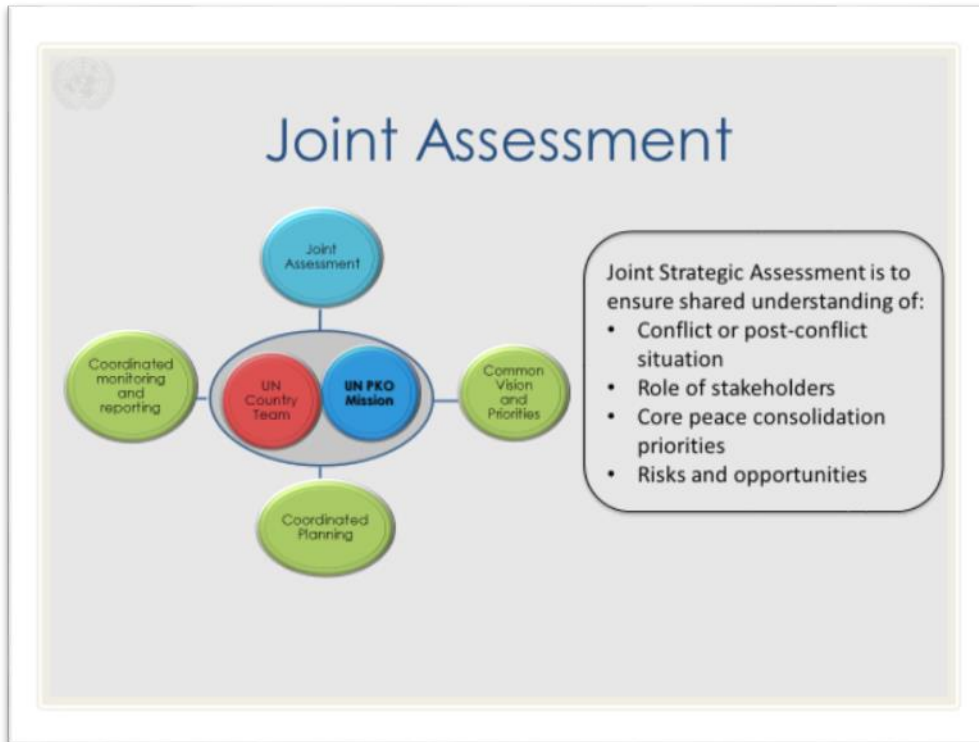 Joint Assessment
Joint
Assessment
Coordinated
monitoring
and
reporting
UN
Country
Team
UN PKO
Mission
Common
Vision
and
Priorities
Coordinated
Planning
Joint Strategic Assessment is to
ensure shared understanding of:
• Conflict or post-conflict
situation
• Role of stakeholders
• Core peace consolidation
priorities
• Risks and opportunities